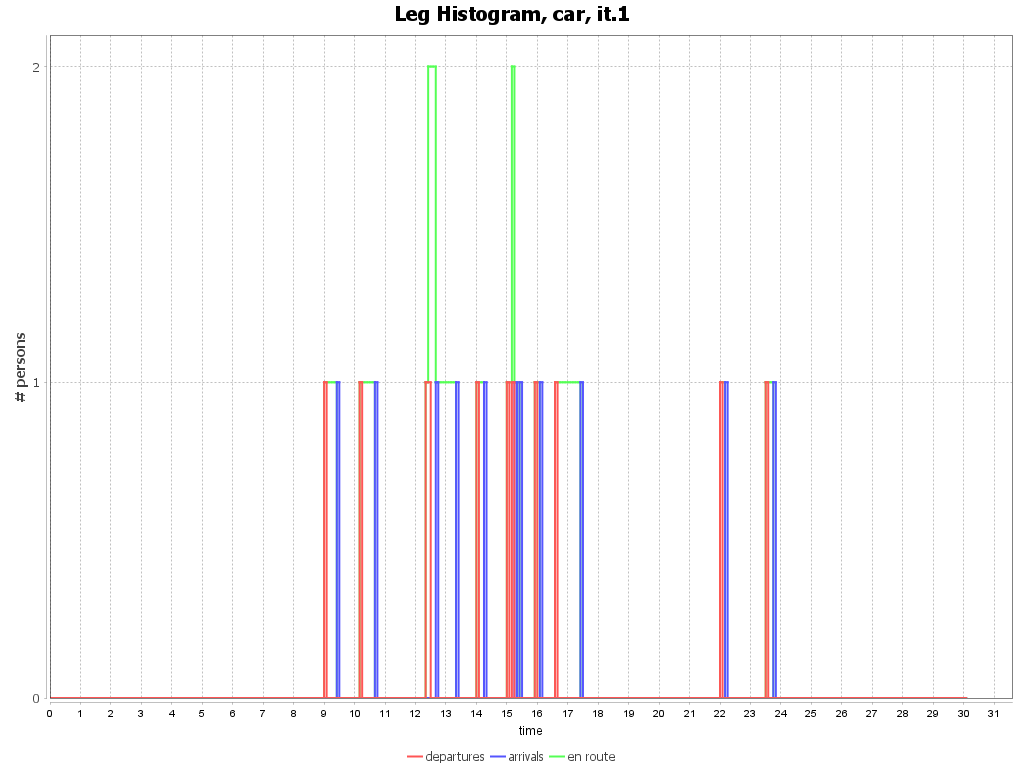 Leg Histogram, car, it.1
# persons
2
1
0
0 1 2 3 4 5 6 7 8 9 10 11 12 13 14 15 16 17 18 19 20 21 22 23 24 25 26 27 28 29 30 31
time
departures arrivals en route